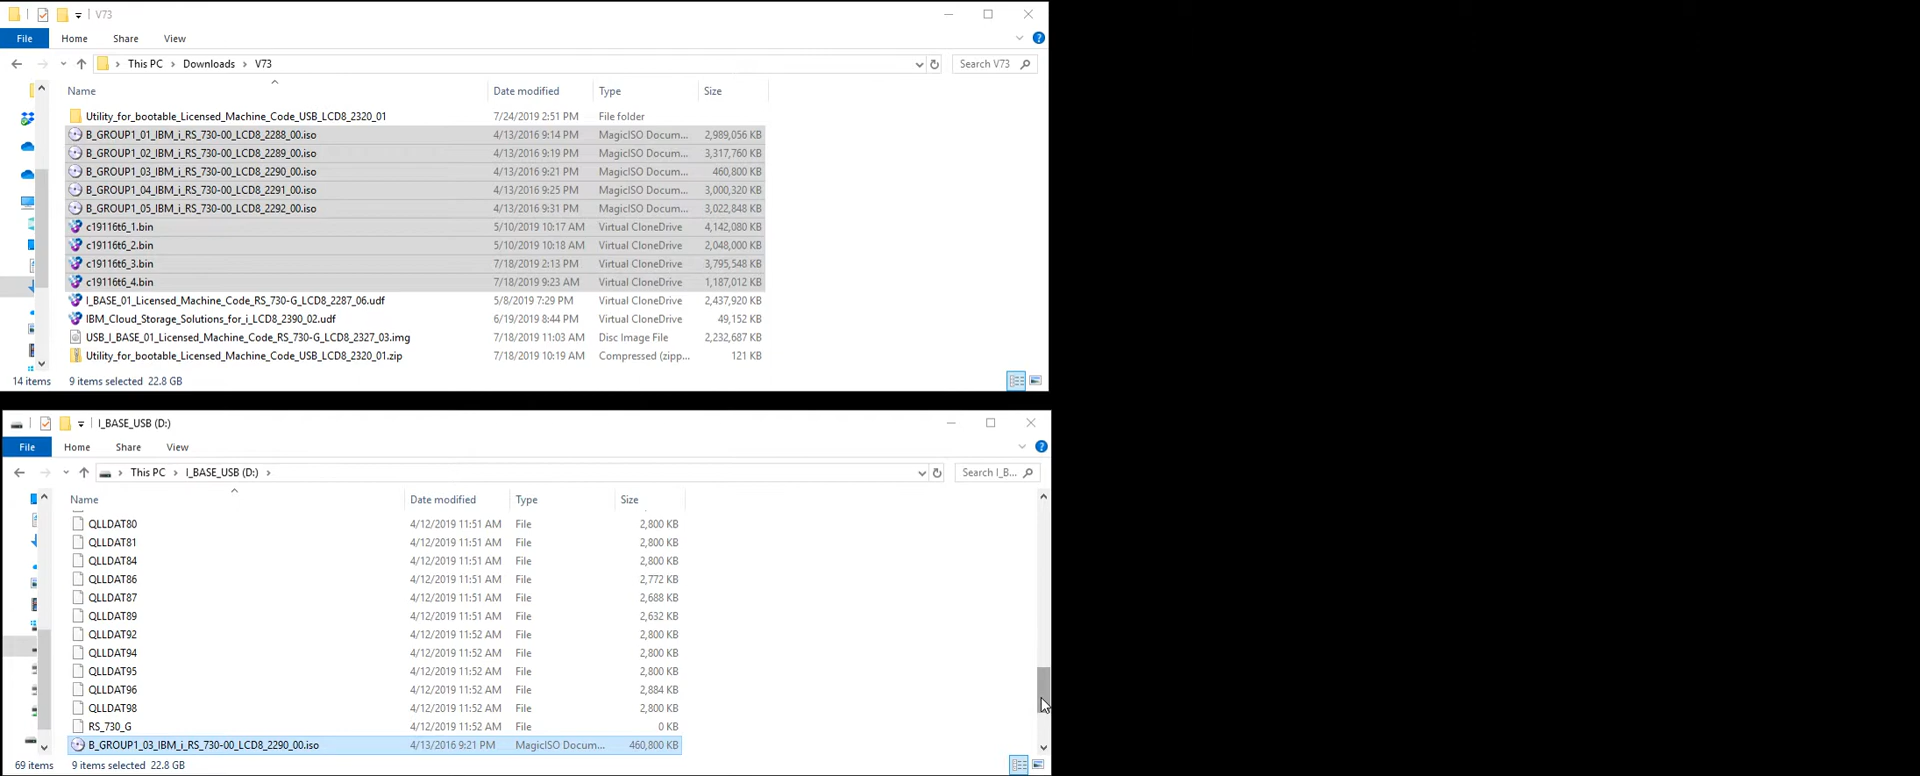 V73
File Home Share View
This PC Downloads V73 Search V73
Name Date modified Type Size
Utility_for_bootable_Licensed_Machine_Code_USB_LCD8_2320_01 7/24/2019 2:51 PM File folder
B_GROUP1_01_IBM_i_RS_730-00_LCD8_2288_00.iso 4/13/2016 9:14 PM MagicISO Docum... 2,989,056 KB
B_GROUP1_02_IBM_i_RS_730-00_LCD8_2289_00.iso 4/13/2016 9:19 PM MagicISO Docum... 3,317,760 KB
B_GROUP1_03_IBM_i_RS_730-00_LCD8_2290_00.iso 4/13/2016 9:21 PM MagicISO Docum... 460,800 KB
B_GROUP1_04_IBM_i_RS_730-00_LCD8_2291_00.iso 4/13/2016 9:25 PM MagicISO Docum... 3,000,320 KB
B_GROUP1_05_IBM_i_RS_730-00_LCD8_2292_00.iso 4/13/2016 9:31 PM MagicISO Docum... 3,022,848 KB
c19116t6_1.bin 5/10/2019 10:17 AM Virtual CloneDrive 4,142,080 KB
c19116t6_2.bin 5/10/2019 10:18 AM Virtual CloneDrive 2,048,000 KB
c19116t6_3.bin 7/18/2019 2:13 PM Virtual CloneDrive 3,795,548 KB
c19116t6_4.bin 7/18/2019 9:23 AM Virtual CloneDrive 1,187,012 KB
I_BASE_01_Licensed_Machine_Code_RS_730-G_LCD8_2287_06.udf 5/8/2019 7:29 PM Virtual CloneDrive 2,437,920 KB
IBM_Cloud_Storage_Solutions_for_i_LCD8_2390_02.udf 6/19/2019 8:44 PM Virtual CloneDrive 49,152 KB
USB_I_BASE_01_Licensed_Machine_Code_RS_730-G_LCD8_2327_03.img 7/18/2019 11:03 AM Disc Image File 2,232,687 KB
Utility_for_bootable_Licensed_Machine_Code_USB_LCD8_2320_01.zip 7/18/2019 10:19 AM Compressed (zipp... 121 KB
14 items 9 items selected 22.8 GB
I_BASE_USB (D:)
File Home Share View
This PC I_BASE_USB (D:) Search I_B...
Name Date modified Type Size
QLLDAT80 4/12/2019 11:51 AM File 2,800 KB
QLLDAT81 4/12/2019 11:51 AM File 2,800 KB
QLLDAT84 4/12/2019 11:51 AM File 2,800 KB
QLLDAT86 4/12/2019 11:51 AM File 2,772 KB
QLLDAT87 4/12/2019 11:51 AM File 2,688 KB
QLLDAT89 4/12/2019 11:51 AM File 2,632 KB
QLLDAT92 4/12/2019 11:52 AM File 2,800 KB
QLLDAT94 4/12/2019 11:52 AM File 2,800 KB
QLLDAT95 4/12/2019 11:52 AM File 2,800 KB
QLLDAT96 4/12/2019 11:52 AM File 2,884 KB
QLLDAT98 4/12/2019 11:52 AM File 2,800 KB
RS_730_G 4/12/2019 11:52 AM File 0 KB
B_GROUP1_03_IBM_i_RS_730-00_LCD8_2290_00.iso 4/13/2016 9:21 PM MagicISO Docum... 460,800 KB
69 items 9 items selected 22.8 GB